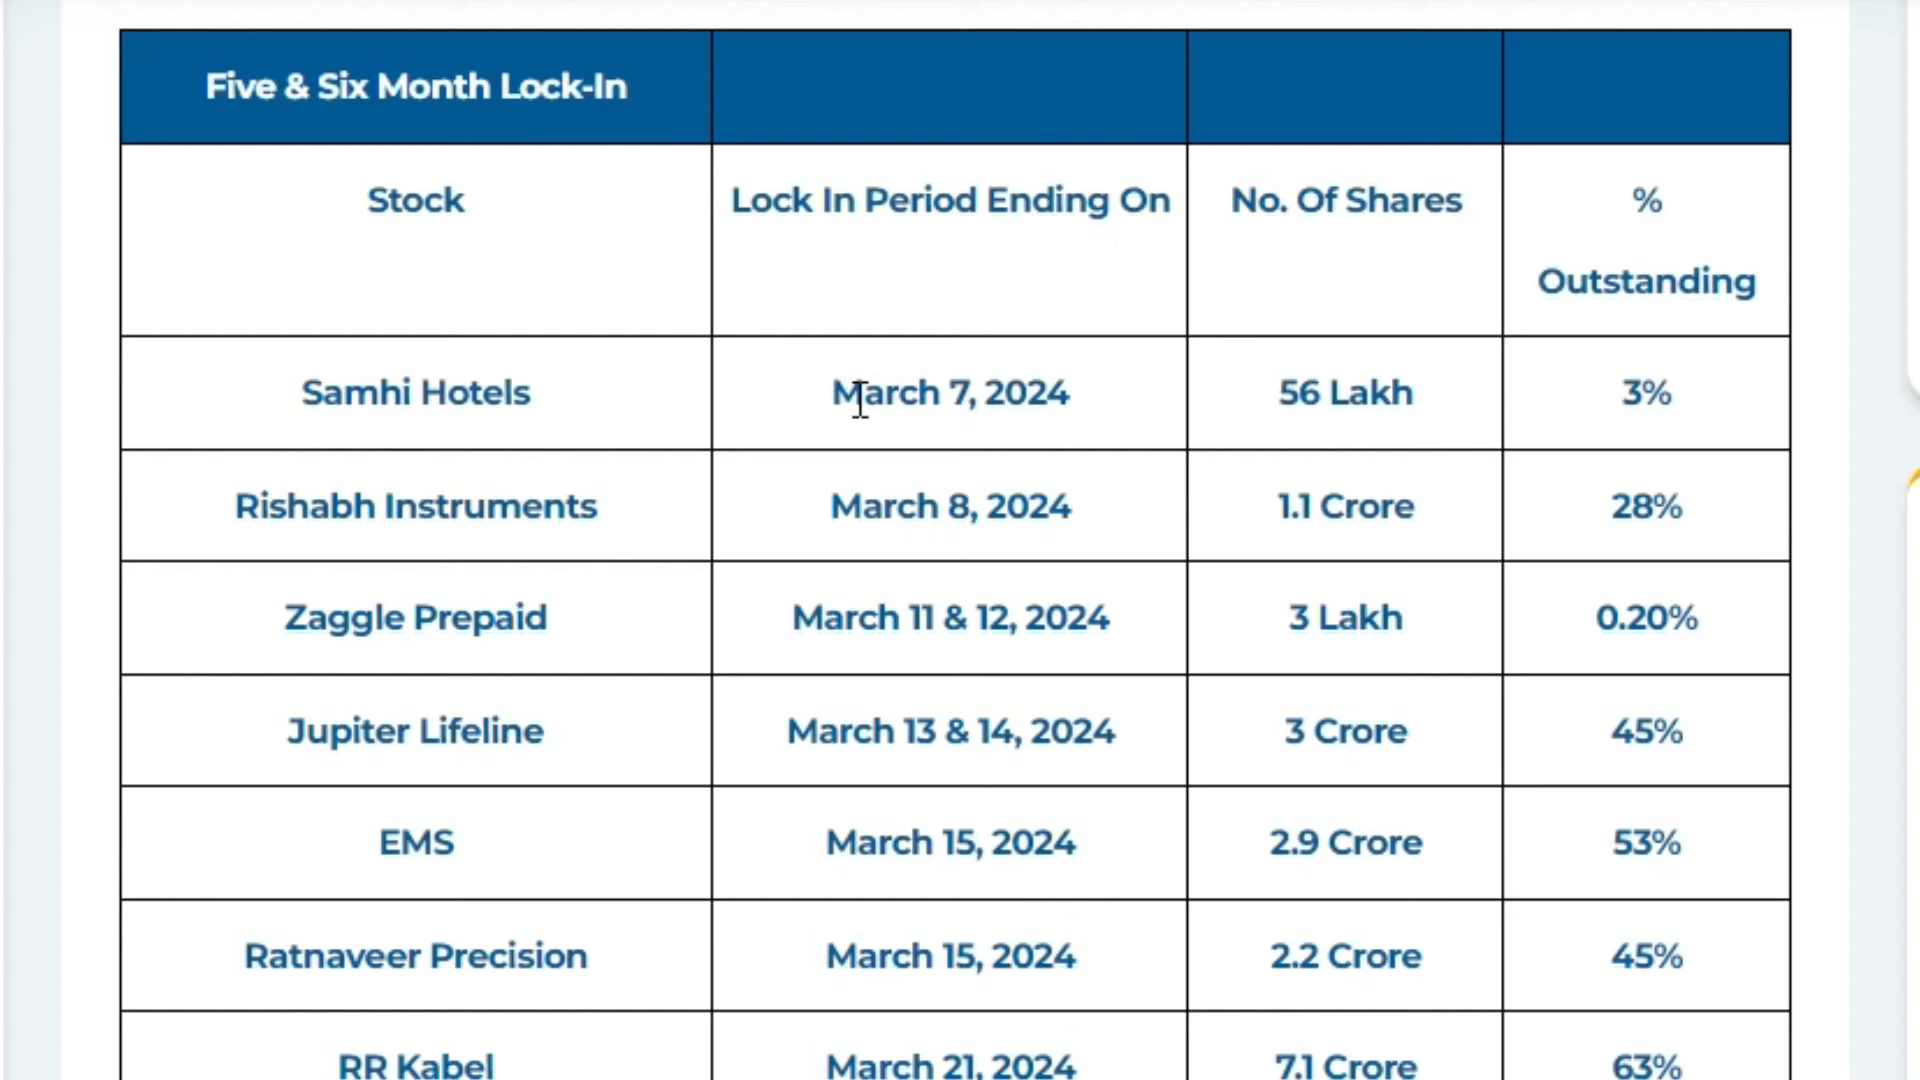 Five & Six Month Lock-In
Stock Lock In Period Ending On No. Of Shares %
Outstanding
Samhi Hotels March 7, 2024 56 Lakh 3%
Rishabh Instruments March 8, 2024 1.1 Crore 28%
Zaggle Prepaid March 11 & 12, 2024 3 Lakh 0.20%
Jupiter Lifeline March 13 & 14, 2024 3 Crore 45%
EMS March 15, 2024 2.9 Crore 53%
Ratnaveer Precision March 15, 2024 2.2 Crore 45%
RR Kabel March 21, 2024 7.1 Crore 63%